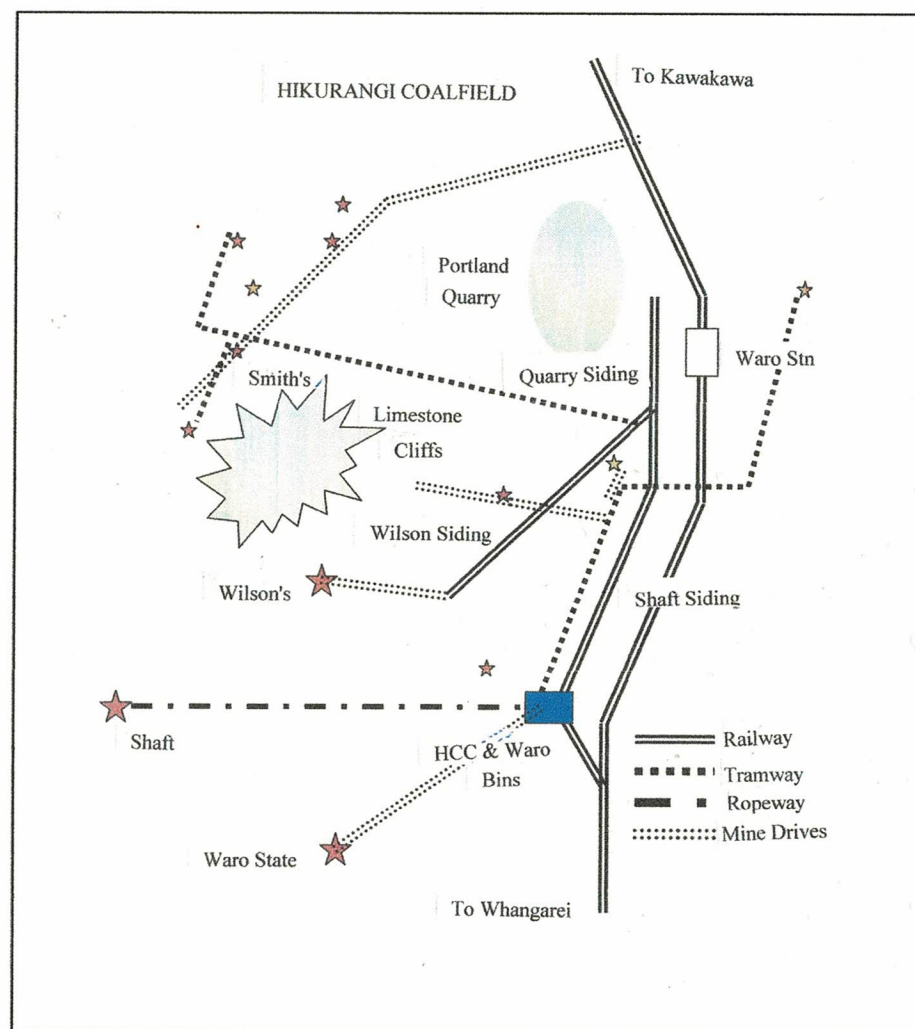 To Kawakawa
HIKURANGI COALFIELD
Portland
Quarry
Waro Stn
Quarry Siding
Smith's
Limestone
Cliffs
Wilson Siding
Wilson's
Shaft Siding
Shaft
HCC & Waro
Bins
Railway
Tramway
Ropeway
Mine Drives
Waro State
To Whangarei